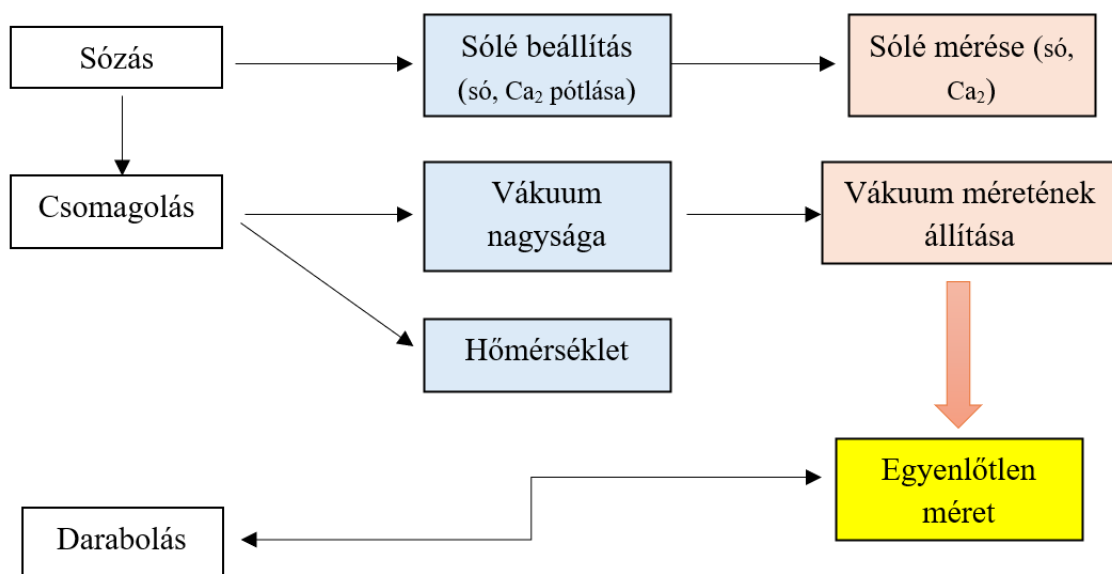 Sózás
Sólé beállítás
(só, Ca₂ pótlása)
Sólé mérése (só,
Ca₂)
Csomagolás
Vákuum
nagysága
Vákuum méretének
állítása
Hőmérséklet
Egyenlőtlen
méret
Darabolás